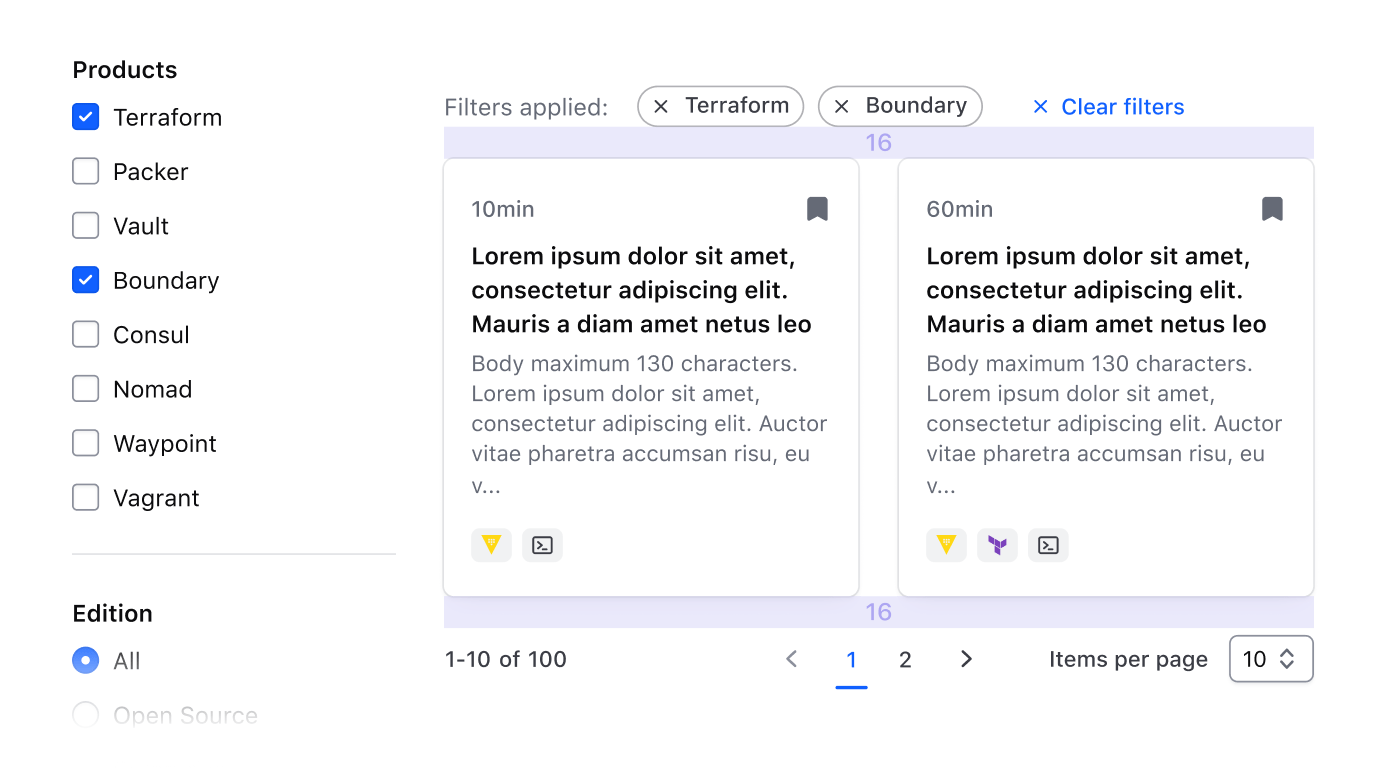 Products
Terraform
Packer
Vault
Boundary
Consul
Nomad
Waypoint
Vagrant
Edition
All
Open Source
Filters applied: Terraform Boundary Clear filters
16
10min
Lorem ipsum dolor sit amet,
consectetur adipiscing elit.
Mauris a diam amet netus leo
Body maximum 130 characters.
Lorem ipsum dolor sit amet,
consectetur adipiscing elit. Auctor
vitae pharetra accumsan risu, eu
v...
60min
Lorem ipsum dolor sit amet,
consectetur adipiscing elit.
Mauris a diam amet netus leo
Body maximum 130 characters.
Lorem ipsum dolor sit amet,
consectetur adipiscing elit. Auctor
vitae pharetra accumsan risu, eu
v...
16
1-10 of 100 1 2 Items per page 10